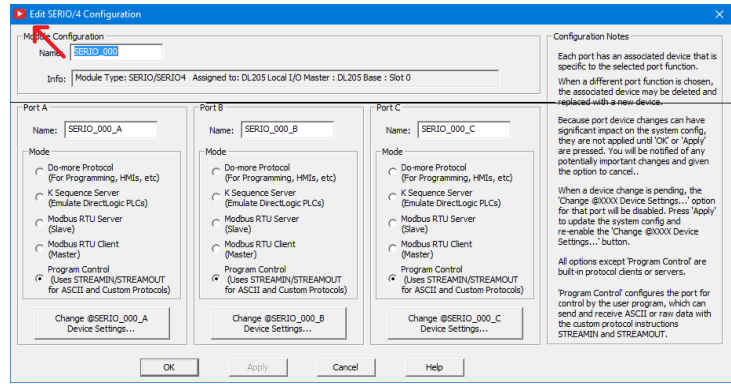 Edit SERIO/4 Configuration
Module Configuration
Name:
SERIO_000
Info:
Module Type: SERIO/SERIO4 Assigned to: DL205 Local I/O Master : DL205 Base : Slot 0
Port A
Name:
SERIO_000_A
Mode
Do-more Protocol
(For Programming, HMIs, etc)
K Sequence Server
(Emulate DirectLogic PLCs)
Modbus RTU Server
(Slave)
Modbus RTU Client
(Master)
Program Control
(Uses STREAMIN/STREAMOUT
for ASCII and Custom Protocols)
Change @SERIO_000_A
Device Settings...
Port B
Name:
SERIO_000_B
Mode
Do-more Protocol
(For Programming, HMIs, etc)
K Sequence Server
(Emulate DirectLogic PLCs)
Modbus RTU Server
(Slave)
Modbus RTU Client
(Master)
Program Control
(Uses STREAMIN/STREAMOUT
for ASCII and Custom Protocols)
Change @SERIO_000_B
Device Settings...
Port C
Name:
SERIO_000_C
Mode
Do-more Protocol
(For Programming, HMIs, etc)
K Sequence Server
(Emulate DirectLogic PLCs)
Modbus RTU Server
(Slave)
Modbus RTU Client
(Master)
Program Control
(Uses STREAMIN/STREAMOUT
for ASCII and Custom Protocols)
Change @SERIO_000_C
Device Settings...
Configuration Notes
Each port has an associated device that is
specific to the selected port function.
When a different port function is chosen,
the associated device may be deleted and
replaced with a new device.
Because port device changes can have
significant impact on the system config,
they are not applied until 'OK' or 'Apply'
are pressed. You will be notified of any
potentially important changes and given
the option to cancel..
When a device change is pending, the
'Change @XXXX Device Settings...' option
for that port will be disabled. Press 'Apply'
to update the system config and
re-enable the 'Change @XXXX Device
Settings...' button.
All options except 'Program Control' are
built-in protocol clients or servers.
'Program Control' configures the port for
control by the user program, which can
send and receive ASCII or raw data with
the custom protocol instructions
STREAMIN and STREAMOUT.
OK
Apply
Cancel
Help